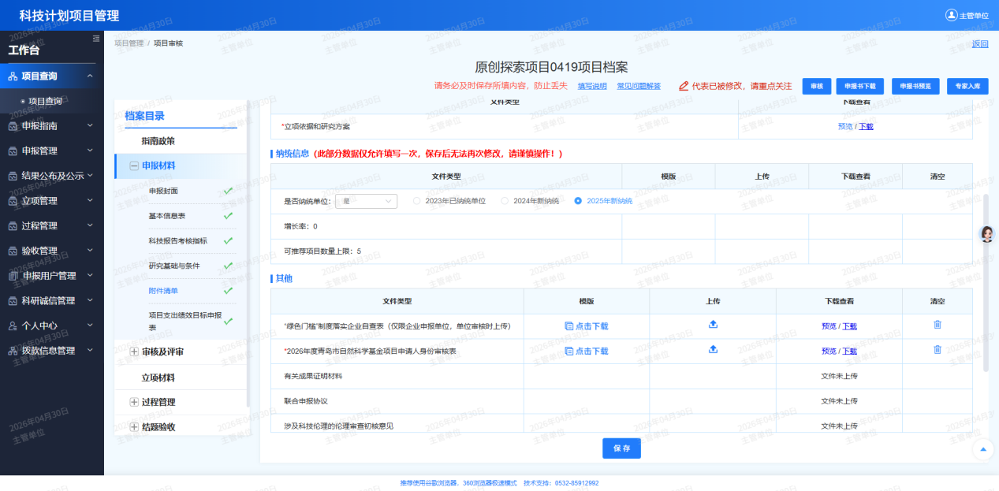 科技计划项目管理
主管单位
工作台
项目管理 / 项目审核
返回
原创探索项目0419项目档案
请务必及时保存所填内容，防止丢失 填写说明 常见问题解答 代表已被修改，请重点关注 审核 申报书下载 申报书预览 专家入库
项目查询
项目查询
申报指南
申报管理
结果公布及公示
立项管理
过程管理
验收管理
申报用户管理
科研诚信管理
个人中心
拨款信息管理
档案目录
指南政策
申报材料
申报封面
基本信息表
科技报告考核指标
研究基础与条件
附件清单
项目支出绩效目标申报表
审核及评审
立项材料
过程管理
结题验收
文件类型 下载查看
*立项依据和研究方案 预览 / 下载
纳统信息（此部分数据仅允许填写一次，保存后无法再次修改，请谨慎操作！）
文件类型 模版 上传 下载查看 清空
是否纳统单位： 是 2023年已纳统单位 2024年新纳统 2025年新纳统
增长率：0
可推荐项目数量上限：5
其他
文件类型 模版 上传 下载查看 清空
“绿色门槛”制度落实企业自查表（仅限企业申报单位，单位审核时上传） 点击下载 预览 / 下载
*2026年度青岛市自然科学基金项目申请人身份审核表 点击下载 预览 / 下载
有关成果证明材料 文件未上传
联合申报协议 文件未上传
涉及科技伦理的伦理审查初核意见 文件未上传
保存
推荐使用谷歌浏览器，360浏览器极速模式 技术支持：0532-85912992
2026年04月30日
主管单位